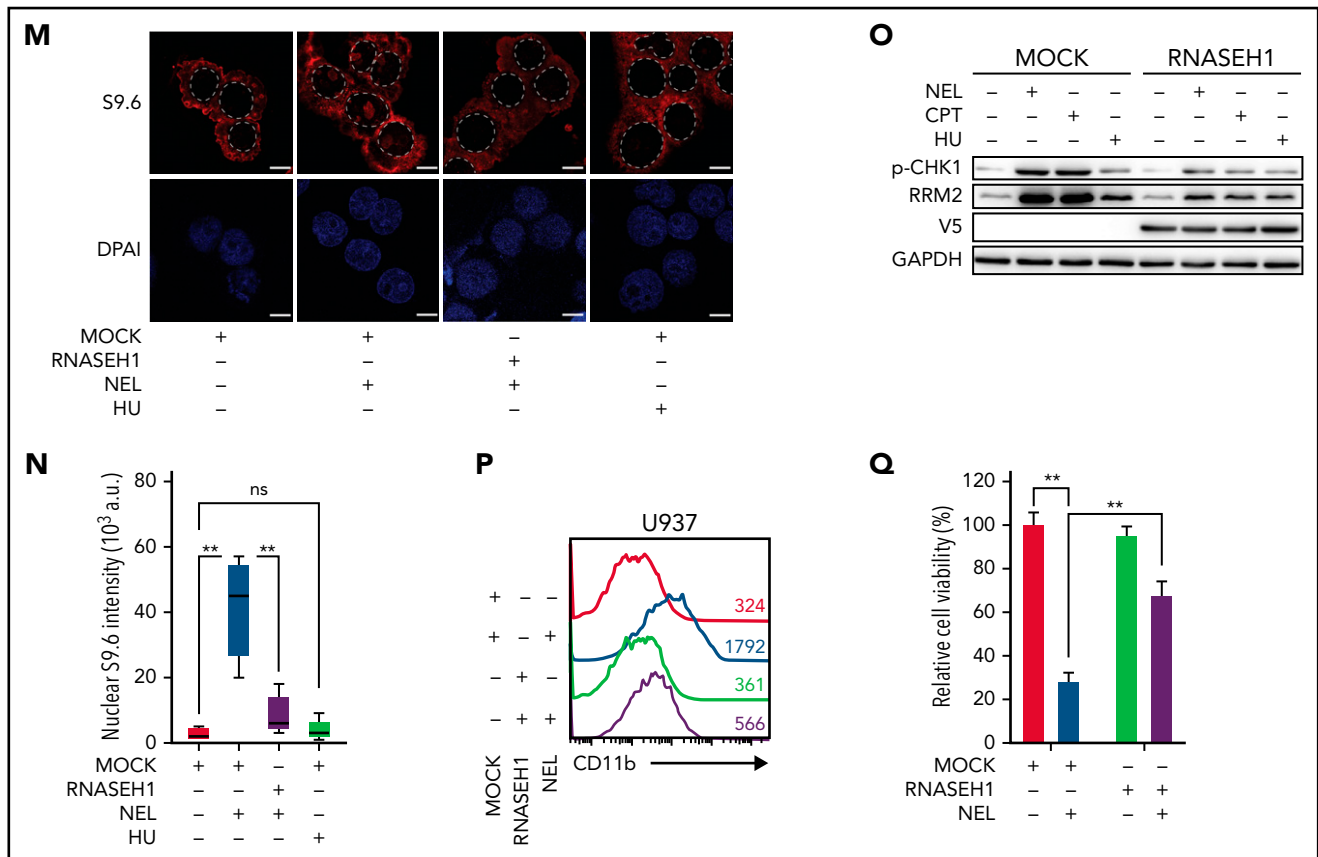 M
S9.6
DPAI
MOCK + + – +
RNASEH1 – – + –
NEL – + + –
HU – – – +
O
MOCK RNASEH1
NEL – + – – – + – –
CPT – – + – – – + –
HU – – – + – – – +
p-CHK1
RRM2
V5
GAPDH
N
Nuclear S9.6 intensity (10³ a.u.)
80
60
40
20
0
ns
** **
MOCK + + – +
RNASEH1 – – + –
NEL – + + –
HU – – – +
P
U937
+ – – 324
+ – + 1792
– + – 361
– + + 566
MOCK RNASEH1 NEL
CD11b
Q
Relative cell viability (%)
120
100
80
60
40
20
0
**
**
MOCK + + – –
RNASEH1 – – + +
NEL – + – +